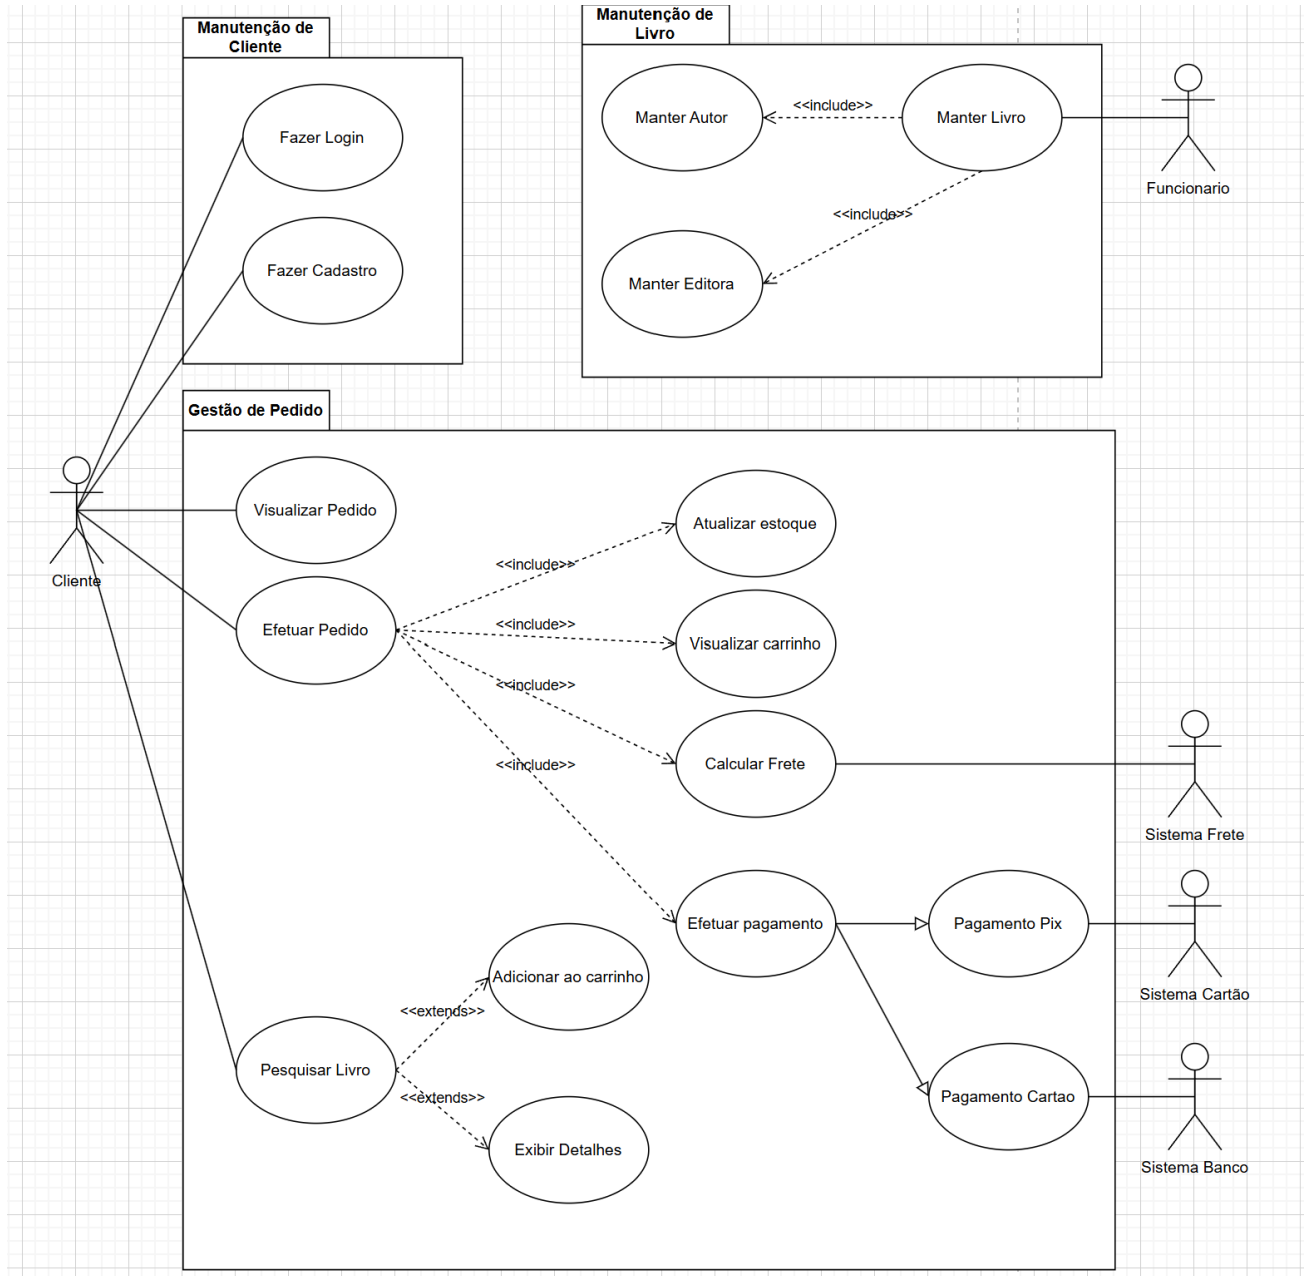 Manutenção de
Cliente
Fazer Login
Fazer Cadastro
Manutenção de
Livro
Manter Autor
<<include>>
Manter Livro
<<include>>
Manter Editora
Funcionario
Gestão de Pedido
Cliente
Visualizar Pedido
Efetuar Pedido
<<include>>
Atualizar estoque
<<include>>
Visualizar carrinho
<<include>>
Calcular Frete
<<include>>
Sistema Frete
Efetuar pagamento
Pagamento Pix
Sistema Cartão
Adicionar ao carrinho
<<extends>>
Pesquisar Livro
<<extends>>
Exibir Detalhes
Pagamento Cartao
Sistema Banco